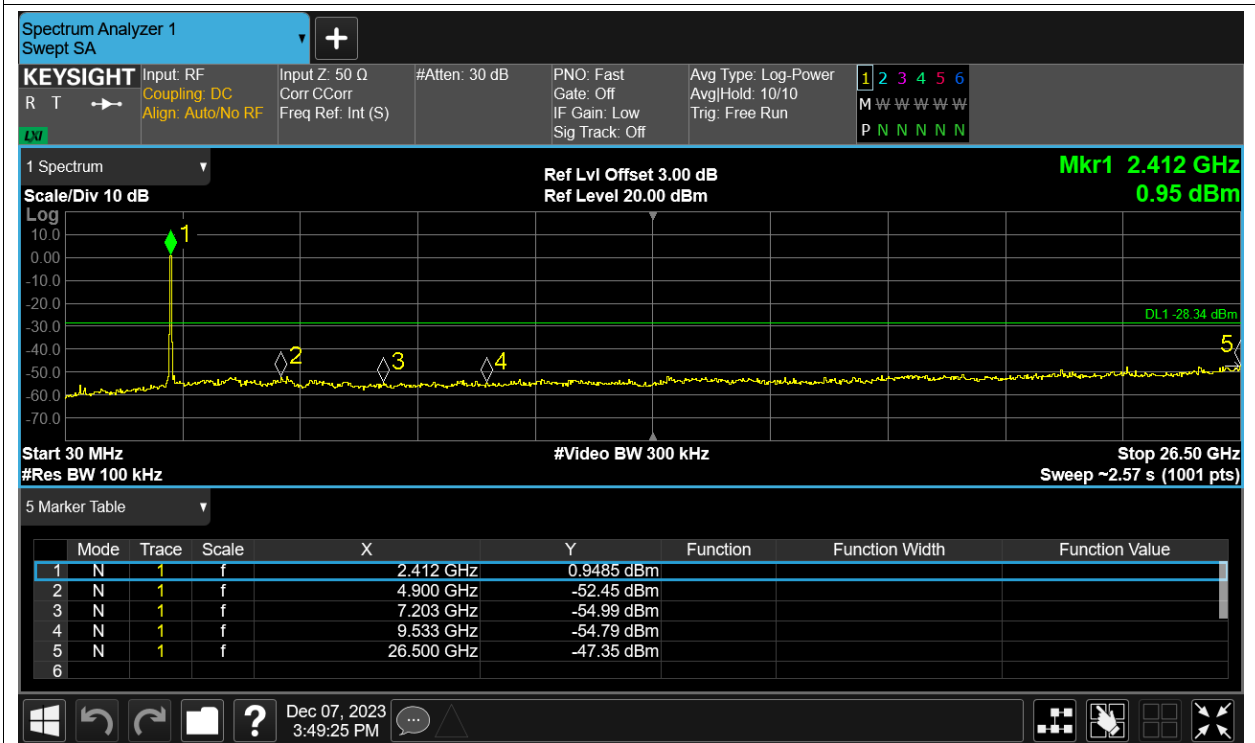 Spectrum Analyzer 1
Swept SA
KEYSIGHT Input: RF Input Z: 50 Ω #Atten: 30 dB PNO: Fast Avg Type: Log-Power 1 2 3 4 5 6
R T Coupling: DC Corr CCorr Gate: Off Avg|Hold: 10/10 M W W W W W
Align: Auto/No RF Freq Ref: Int (S) IF Gain: Low Trig: Free Run
LXI Sig Track: Off P N N N N N
1 Spectrum Ref Lvl Offset 3.00 dB Mkr1 2.412 GHz
Scale/Div 10 dB Ref Level 20.00 dBm 0.95 dBm
Log
10.0 1
0.00
-10.0
-20.0
DL1 -28.34 dBm
-30.0
-40.0 2 3 4 5
-50.0
-60.0
-70.0
Start 30 MHz #Video BW 300 kHz Stop 26.50 GHz
#Res BW 100 kHz Sweep ~2.57 s (1001 pts)
5 Marker Table
Mode Trace Scale X Y Function Function Width Function Value
1 N 1 f 2.412 GHz 0.9485 dBm
2 N 1 f 4.900 GHz -52.45 dBm
3 N 1 f 7.203 GHz -54.99 dBm
4 N 1 f 9.533 GHz -54.79 dBm
5 N 1 f 26.500 GHz -47.35 dBm
6
? Dec 07, 2023
3:49:25 PM